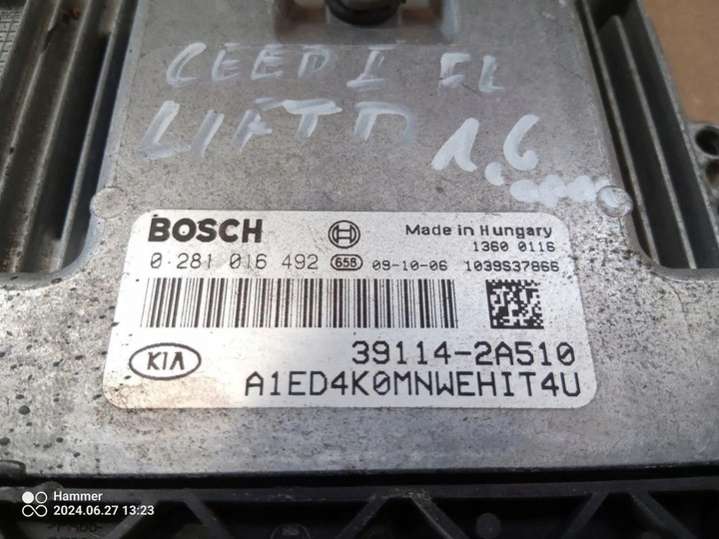 CEED I FL
LIFT
1.6
BOSCH
Made in Hungary
1360 0116
0 281 016 492 658 09-10-06 1039S37866
39114-2A510
KIA
A1ED4K0MNWEHIT4U
Hammer
2024.06.27 13:23